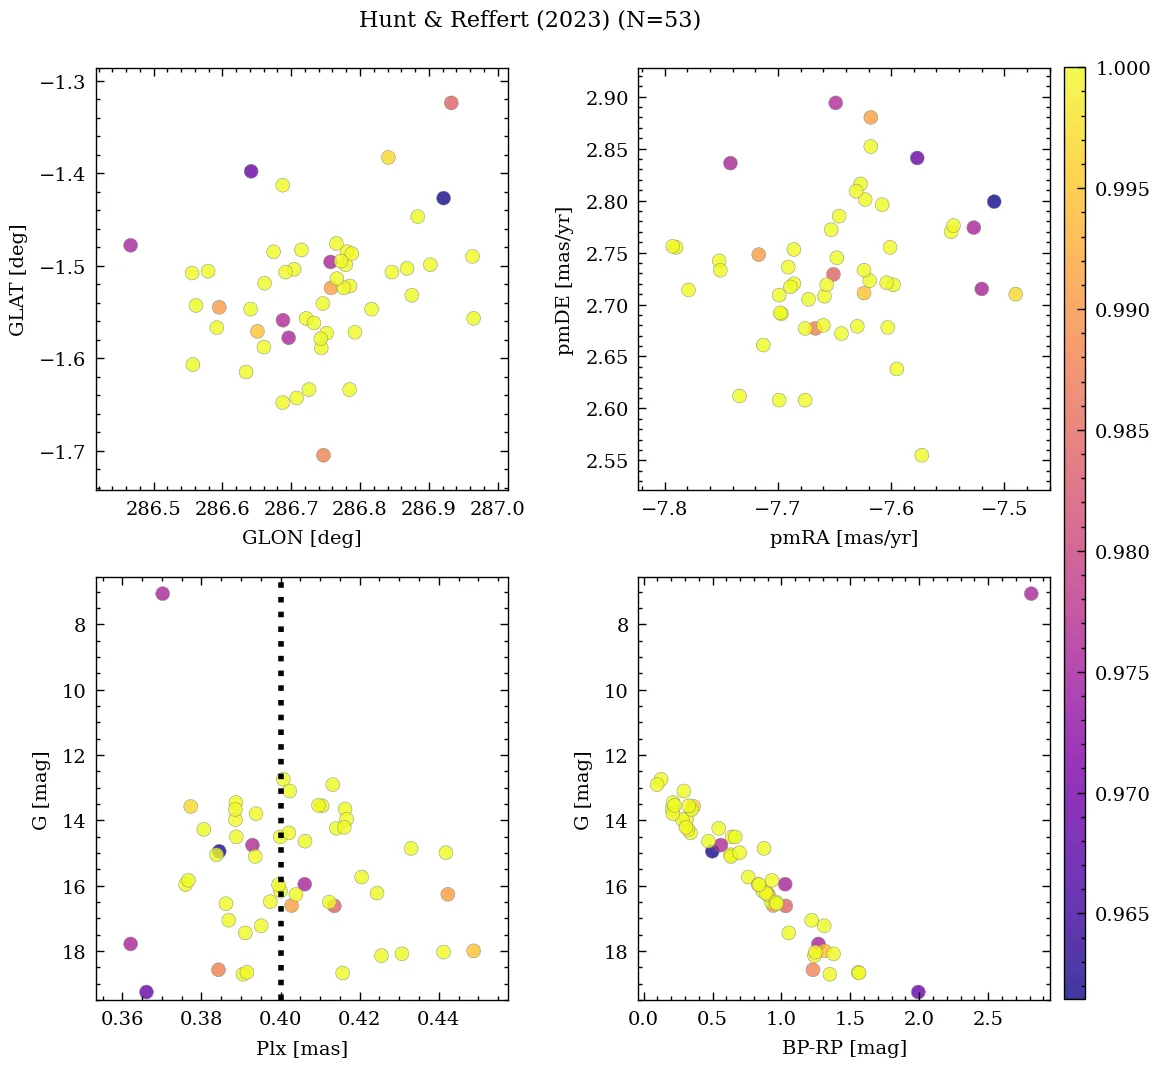 Hunt & Reffert (2023) (N=53)
−1.3
−1.4
−1.5
−1.6
−1.7
GLAT [deg]
286.5 286.6 286.7 286.8 286.9 287.0
GLON [deg]
2.90
2.85
2.80
2.75
2.70
2.65
2.60
2.55
pmDE [mas/yr]
−7.8 −7.7 −7.6 −7.5
pmRA [mas/yr]
8
10
12
14
16
18
G [mag]
0.36 0.38 0.40 0.42 0.44
Plx [mas]
8
10
12
14
16
18
G [mag]
0.0 0.5 1.0 1.5 2.0 2.5
BP-RP [mag]
1.000
0.995
0.990
0.985
0.980
0.975
0.970
0.965